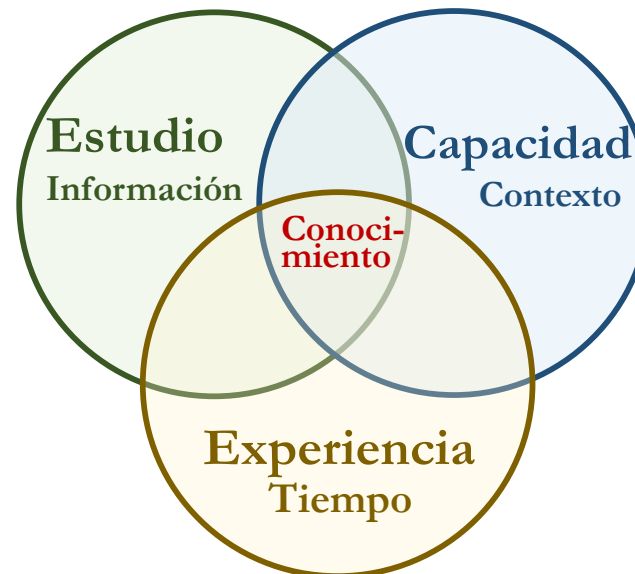 Estudio
Información
Capacidad
Contexto
Conoci-
miento
Experiencia
Tiempo